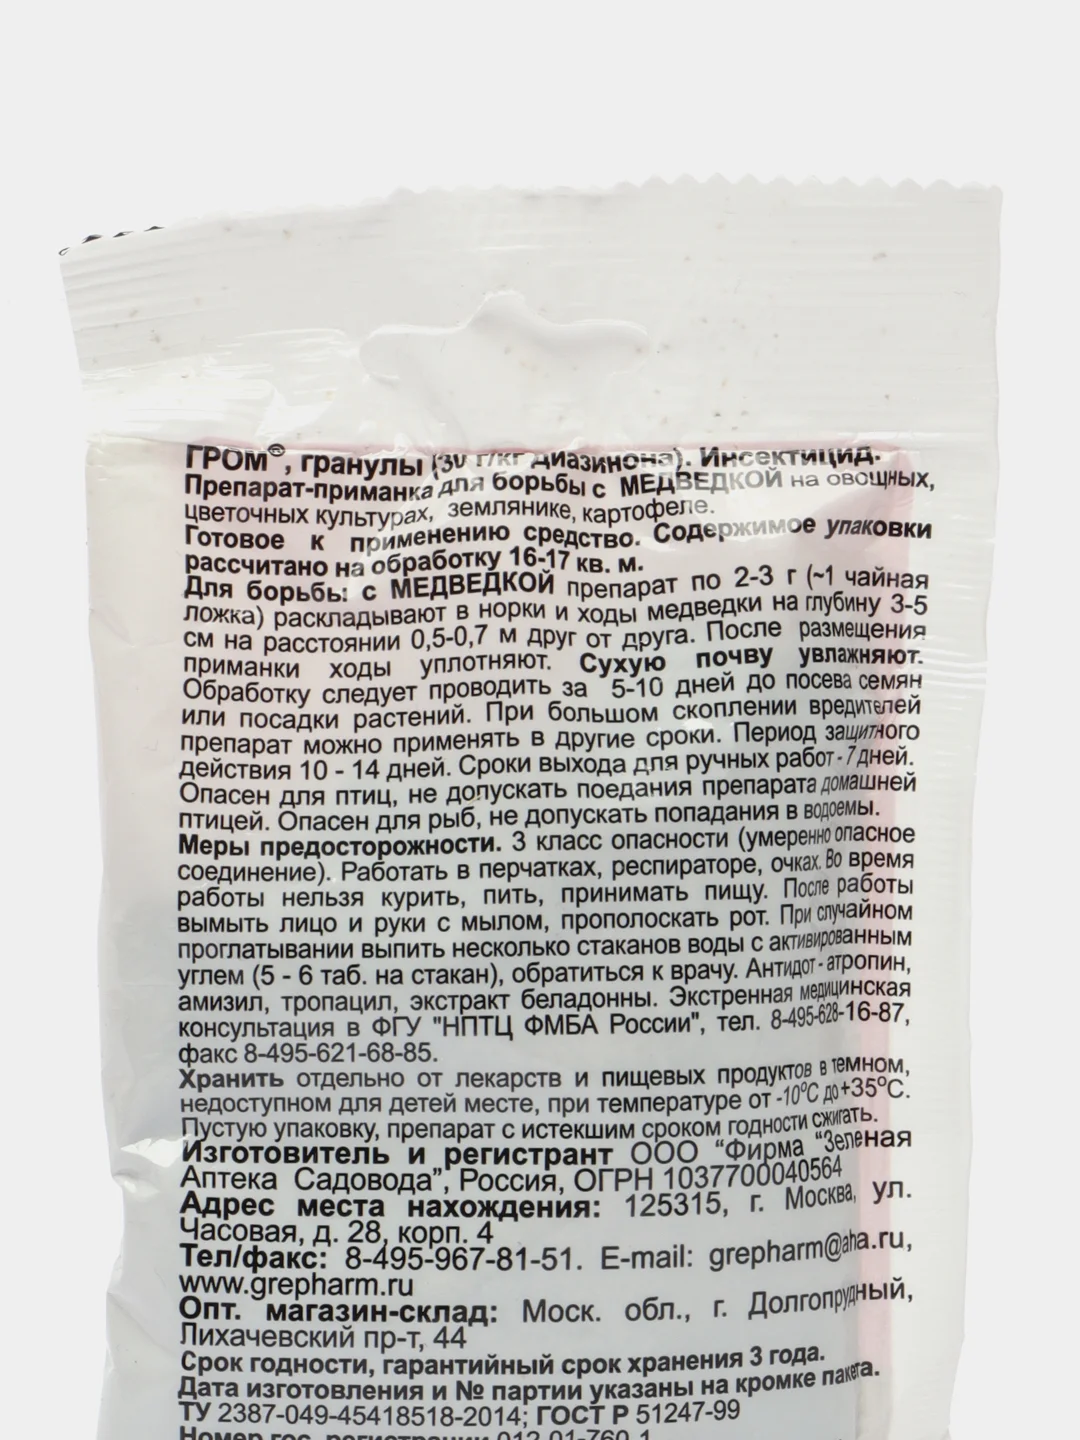 ГРОМ®, гранулы (30 г/кг диазинона). Инсектицид.
Препарат-приманка для борьбы с МЕДВЕДКОЙ на овощных,
цветочных культурах, землянике, картофеле.
Готовое к применению средство. Содержимое упаковки
рассчитано на обработку 16-17 кв. м.
Для борьбы: с МЕДВЕДКОЙ препарат по 2-3 г (~1 чайная
ложка) раскладывают в норки и ходы медведки на глубину 3-5
см на расстоянии 0,5-0,7 м друг от друга. После размещения
приманки ходы уплотняют. Сухую почву увлажняют.
Обработку следует проводить за 5-10 дней до посева семян
или посадки растений. При большом скоплении вредителей
препарат можно применять в другие сроки. Период защитного
действия 10 - 14 дней. Сроки выхода для ручных работ - 7 дней.
Опасен для птиц, не допускать поедания препарата домашней
птицей. Опасен для рыб, не допускать попадания в водоемы.
Меры предосторожности. 3 класс опасности (умеренно опасное
соединение). Работать в перчатках, респираторе, очках. Во время
работы нельзя курить, пить, принимать пищу. После работы
вымыть лицо и руки с мылом, прополоскать рот. При случайном
проглатывании выпить несколько стаканов воды с активированным
углем (5 - 6 таб. на стакан), обратиться к врачу. Антидот - атропин,
амизил, тропацил, экстракт беладонны. Экстренная медицинская
консультация в ФГУ "НПТЦ ФМБА России", тел. 8-495-628-16-87,
факс 8-495-621-68-85.
Хранить отдельно от лекарств и пищевых продуктов в темном,
недоступном для детей месте, при температуре от -10°С до +35°С.
Пустую упаковку, препарат с истекшим сроком годности сжигать.
Изготовитель и регистрант ООО “Фирма “Зеленая
Аптека Садовода”, Россия, ОГРН 1037700040564
Адрес места нахождения: 125315, г. Москва, ул.
Часовая, д. 28, корп. 4
Тел/факс: 8-495-967-81-51. E-mail: grepharm@aha.ru,
www.grepharm.ru
Опт. магазин-склад: Моск. обл., г. Долгопрудный,
Лихачевский пр-т, 44
Срок годности, гарантийный срок хранения 3 года.
Дата изготовления и № партии указаны на кромке пакета.
ТУ 2387-049-45418518-2014; ГОСТ Р 51247-99
Номер гос. регистрации 012-01-760-1